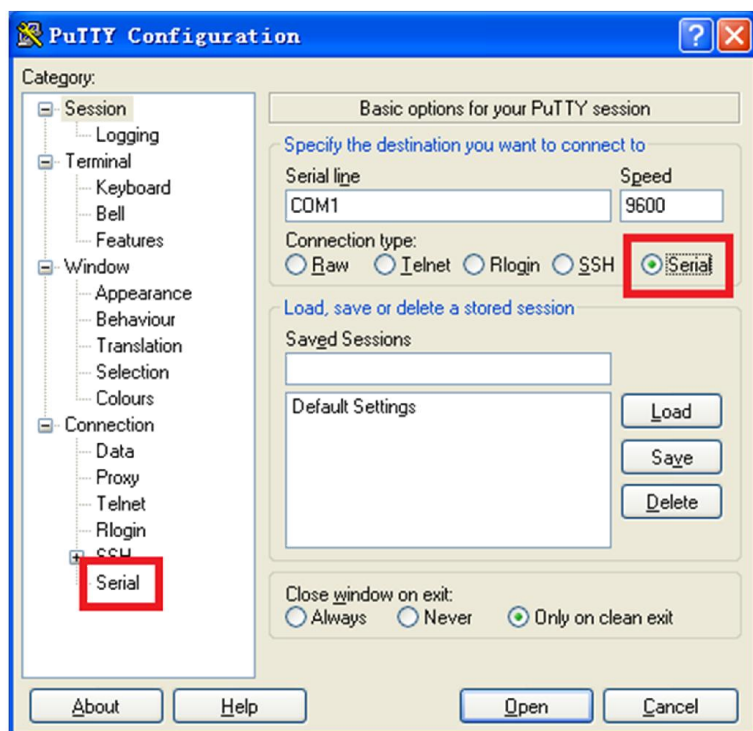 PuTTY Configuration
Category:
Session
Logging
Terminal
Keyboard
Bell
Features
Window
Appearance
Behaviour
Translation
Selection
Colours
Connection
Data
Proxy
Telnet
Rlogin
SSH
Serial
Basic options for your PuTTY session
Specify the destination you want to connect to
Serial line Speed
COM1 9600
Connection type:
Raw Telnet Rlogin SSH Serial
Load, save or delete a stored session
Saved Sessions
Default Settings
Load
Save
Delete
Close window on exit:
Always Never Only on clean exit
About Help Open Cancel